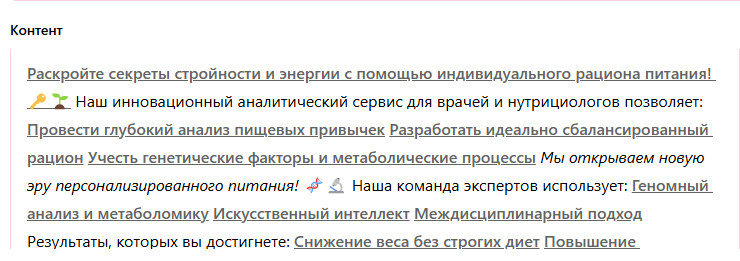 Контент
Раскройте секреты стройности и энергии с помощью индивидуального рациона питания!
🔑🌱 Наш инновационный аналитический сервис для врачей и нутрициологов позволяет:
Провести глубокий анализ пищевых привычек Разработать идеально сбалансированный
рацион Учесть генетические факторы и метаболические процессы Мы открываем новую
эру персонализированного питания! 🧬🔬 Наша команда экспертов использует: Геномный
анализ и метаболомику Искусственный интеллект Междисциплинарный подход
Результаты, которых вы достигнете: Снижение веса без строгих диет Повышение